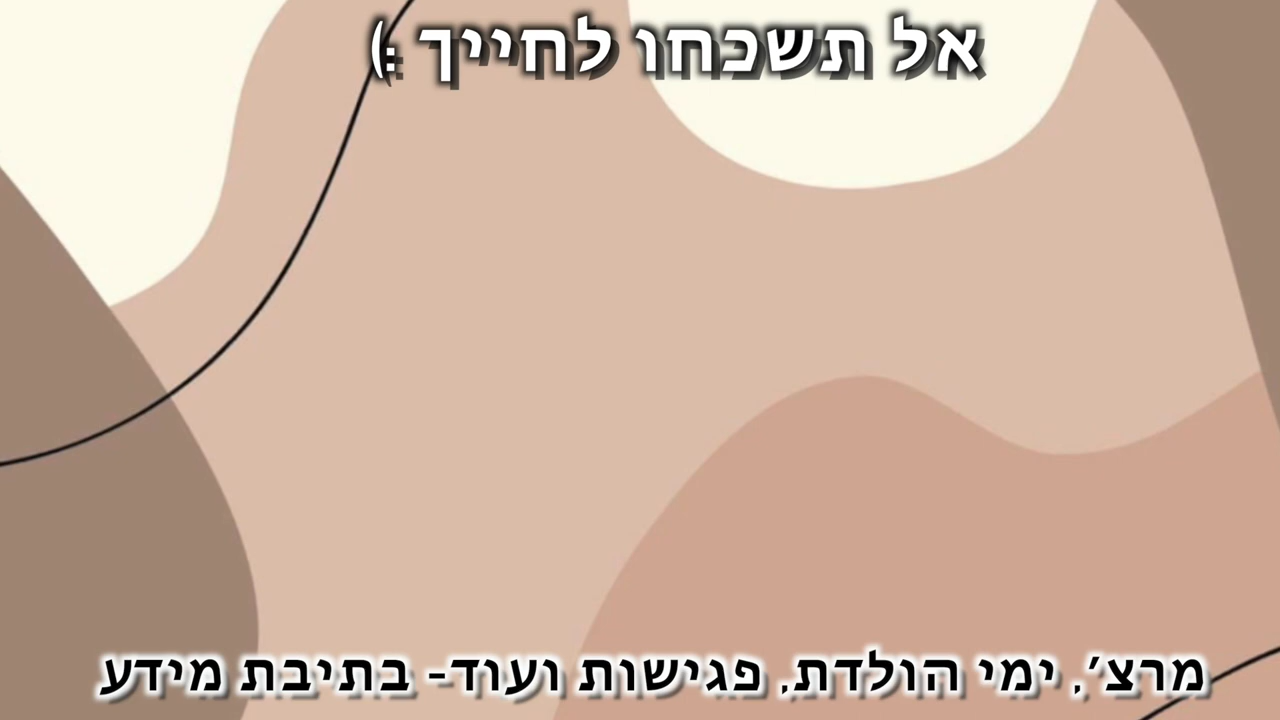 אל תשכחו לחייך :)
מרצ', ימי הולדת, פגישות ועוד- בתיבת מידע